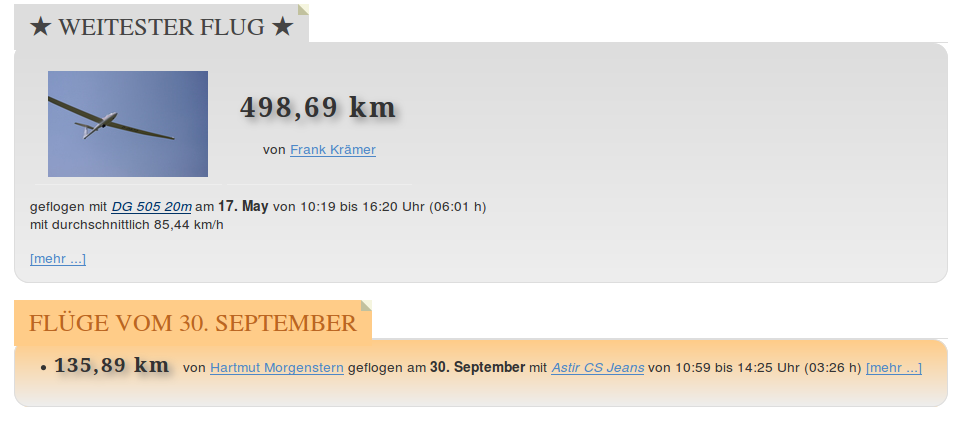 ★ WEITESTER FLUG ★
498,69 km
von Frank Krämer
geflogen mit DG 505 20m am 17. May von 10:19 bis 16:20 Uhr (06:01 h)
mit durchschnittlich 85,44 km/h
[mehr ...]
FLÜGE VOM 30. SEPTEMBER
• 135,89 km von Hartmut Morgenstern geflogen am 30. September mit Astir CS Jeans von 10:59 bis 14:25 Uhr (03:26 h) [mehr ...]